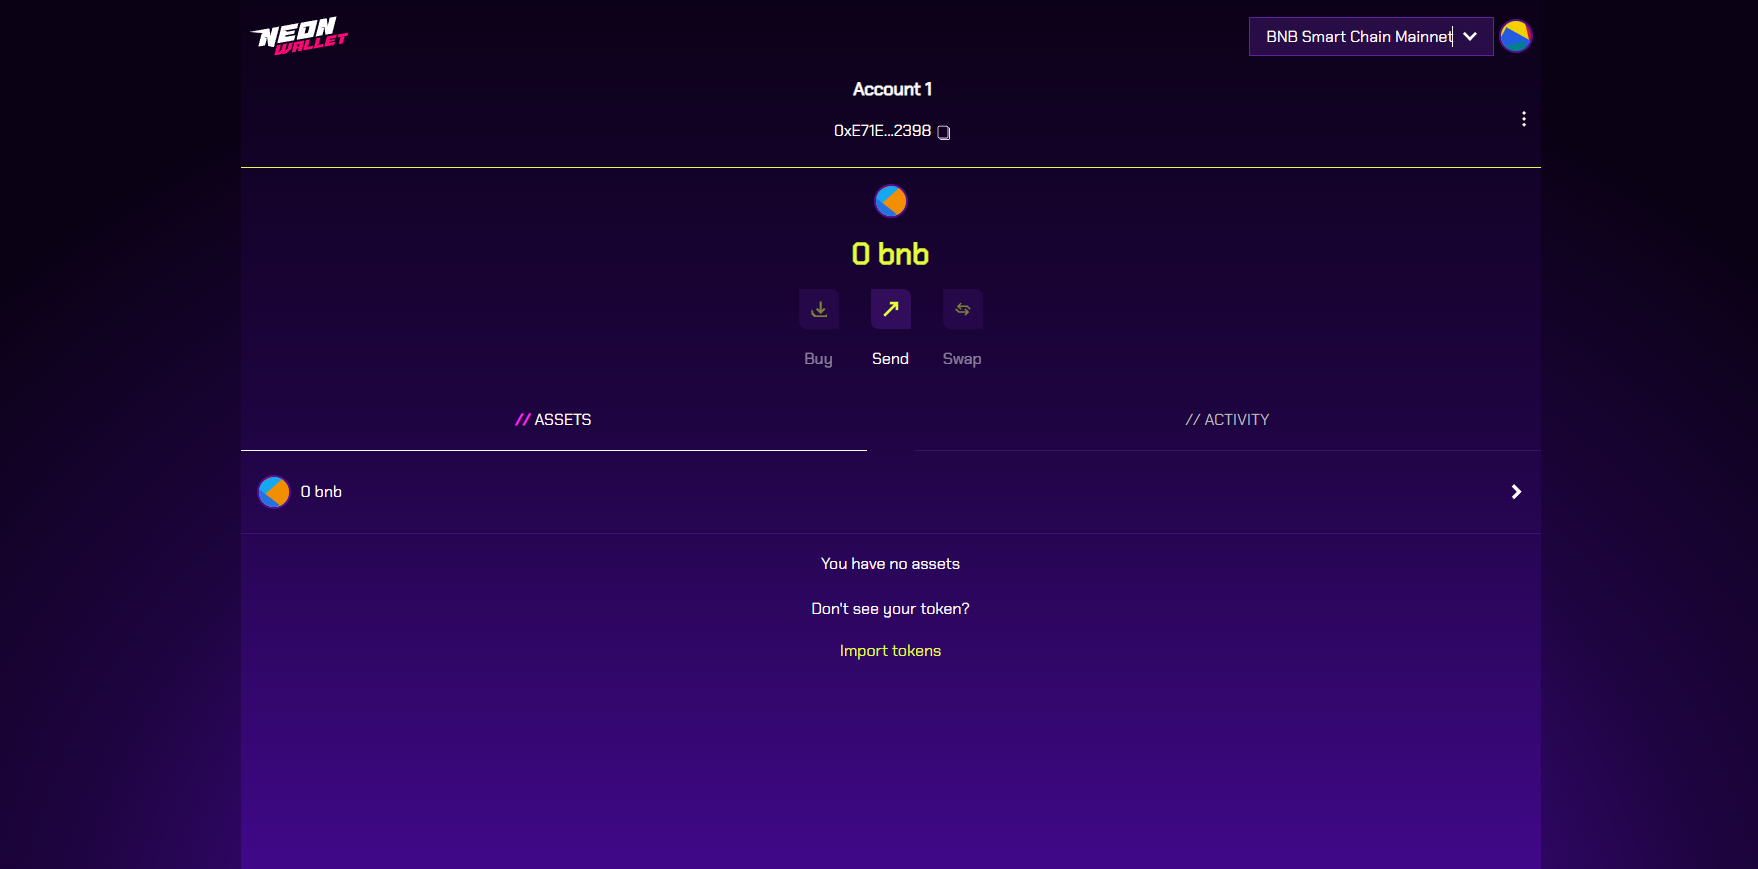 NEON
WALLET
BNB Smart Chain Mainnet
Account 1
0xE71E...2398
0 bnb
Buy
Send
Swap
// ASSETS
// ACTIVITY
0 bnb
You have no assets
Don't see your token?
Import tokens